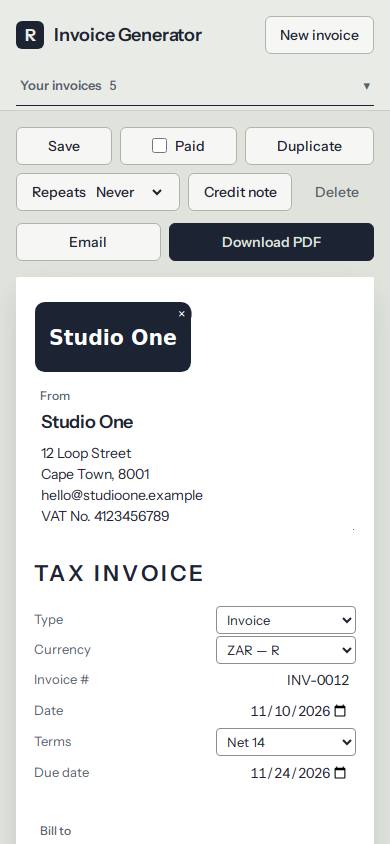 R Invoice Generator New invoice
Your invoices 5
Save Paid Duplicate
Repeats Never Credit note Delete
Email Download PDF
Studio One
From
Studio One
12 Loop Street
Cape Town, 8001
hello@studioone.example
VAT No. 4123456789
TAX INVOICE
Type Invoice
Currency ZAR — R
Invoice # INV-0012
Date 11/10/2026
Terms Net 14
Due date 11/24/2026
Bill to